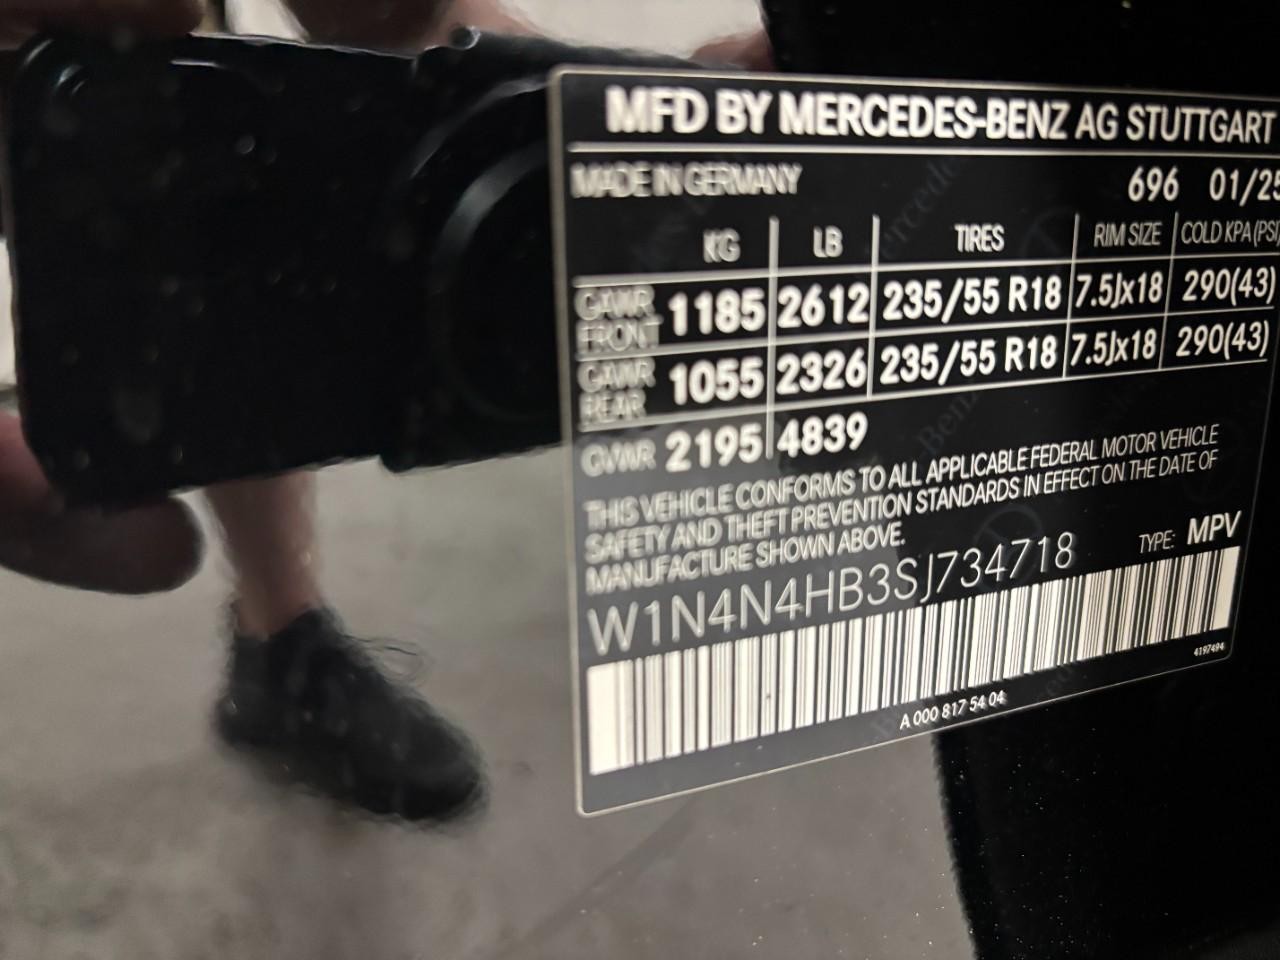 MFD BY MERCEDES-BENZ AG STUTTGART
MADE IN GERMANY 696 01/25
KG LB TIRES RIM SIZE COLD KPA (PSI)
GAWR FRONT 1185 2612 235/55 R18 7.5Jx18 290(43)
GAWR REAR 1055 2326 235/55 R18 7.5Jx18 290(43)
GVWR 2195 4839
THIS VEHICLE CONFORMS TO ALL APPLICABLE FEDERAL MOTOR VEHICLE
SAFETY AND THEFT PREVENTION STANDARDS IN EFFECT ON THE DATE OF
MANUFACTURE SHOWN ABOVE.
W1N4N4HB3SJ734718 TYPE: MPV
4197494
A 000 817 54 04